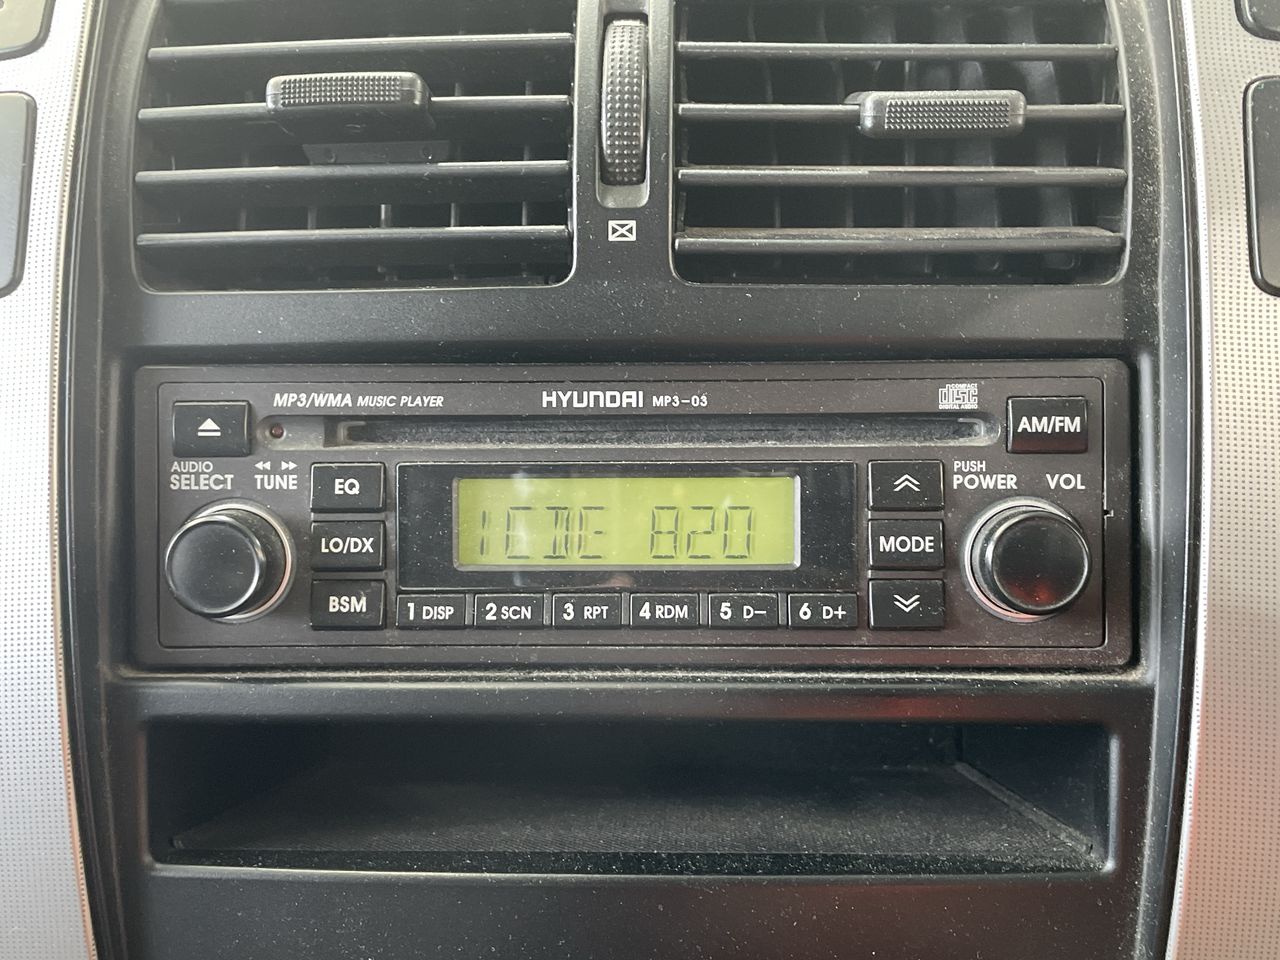 MP3/WMA MUSIC PLAYER
HYUNDAI MP3-03
COMPACT
disc
DIGITAL AUDIO
AM/FM
AUDIO
SELECT
TUNE
EQ
PUSH
POWER
VOL
820
LO/DX
MODE
BSM
1 DISP
2 SCN
3 RPT
4 RDM
5 D-
6 D+